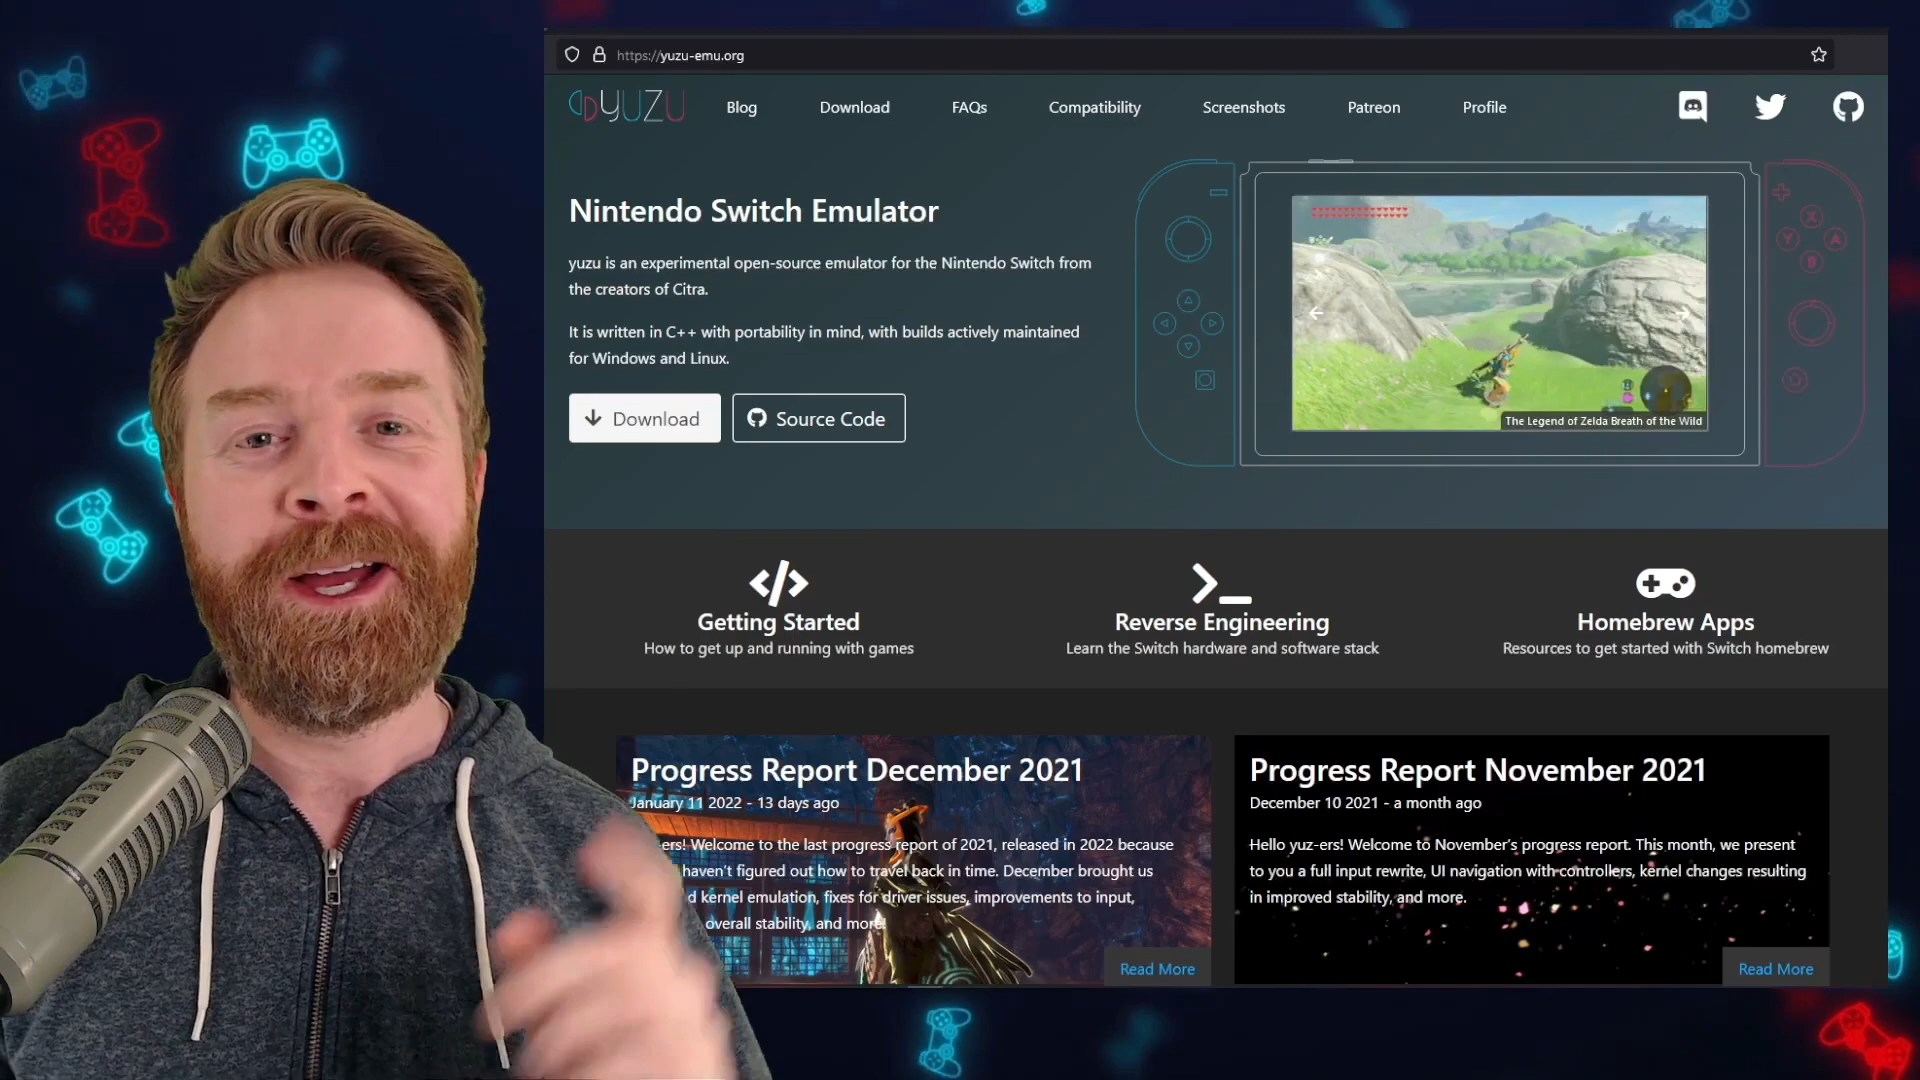 https://yuzu-emu.org
YUZU Blog Download FAQs Compatibility Screenshots Patreon Profile
Nintendo Switch Emulator
yuzu is an experimental open-source emulator for the Nintendo Switch from
the creators of Citra.
It is written in C++ with portability in mind, with builds actively maintained
for Windows and Linux.
Download
Source Code
X
Y A
B
The Legend of Zelda Breath of the Wild
Getting Started
How to get up and running with games
Reverse Engineering
Learn the Switch hardware and software stack
Homebrew Apps
Resources to get started with Switch homebrew
Progress Report December 2021
January 11 2022 - 13 days ago
-ers! Welcome to the last progress report of 2021, released in 2022 because
haven't figured out how to travel back in time. December brought us
d kernel emulation, fixes for driver issues, improvements to input,
overall stability, and more!
Read More
Progress Report November 2021
December 10 2021 - a month ago
Hello yuz-ers! Welcome to November's progress report. This month, we present
to you a full input rewrite, UI navigation with controllers, kernel changes resulting
in improved stability, and more.
Read More